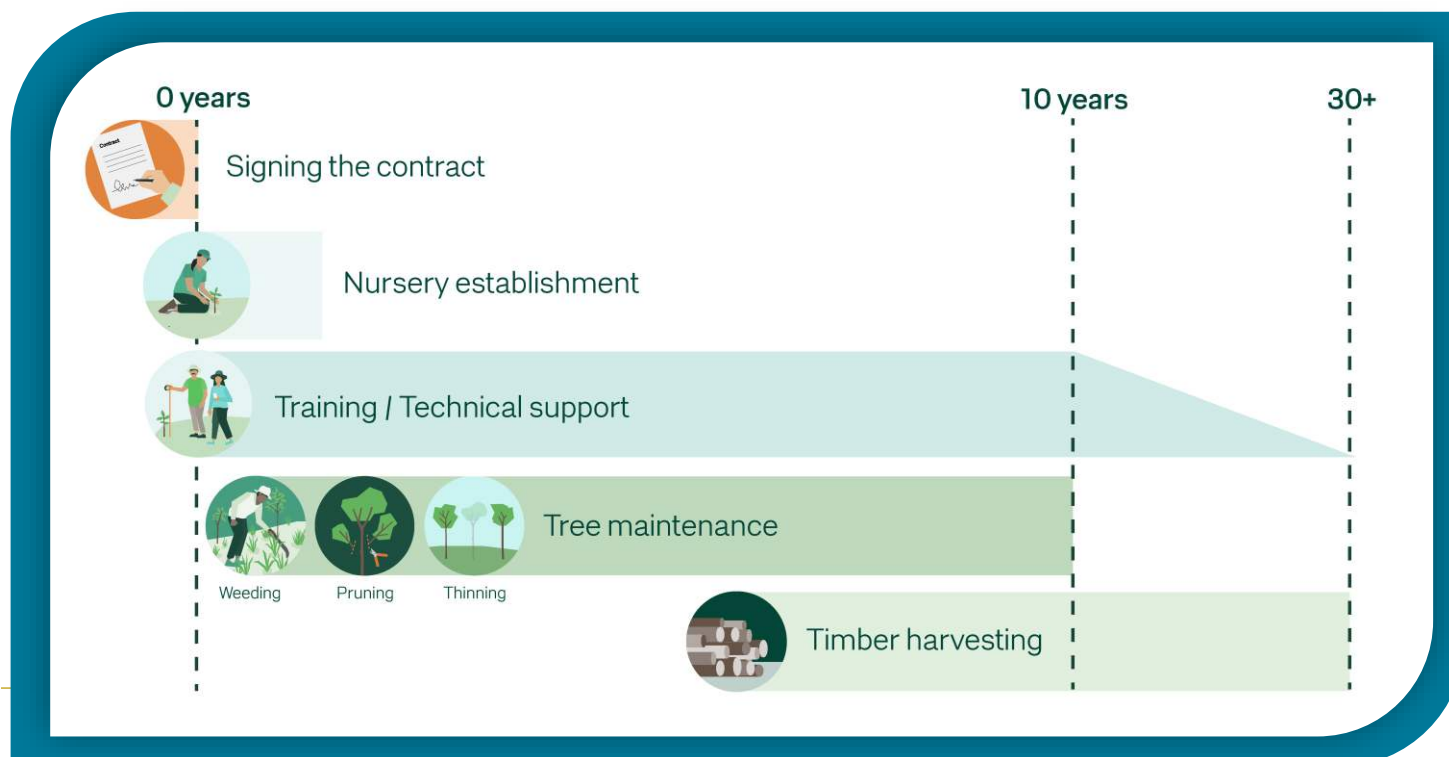 0 years
10 years
30+
Contract
Signing the contract
Nursery establishment
Training / Technical support
Tree maintenance
Weeding
Pruning
Thinning
Timber harvesting